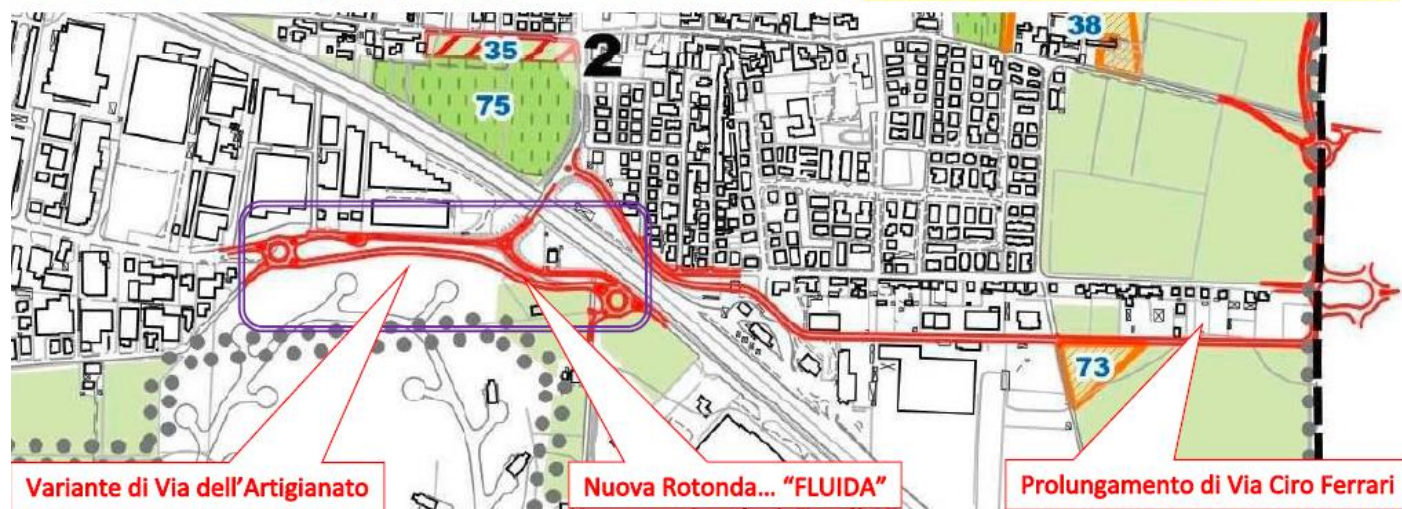 35
2
38
75
73
Variante di Via dell'Artigianato
Nuova Rotonda... "FLUIDA"
Prolungamento di Via Ciro Ferrari